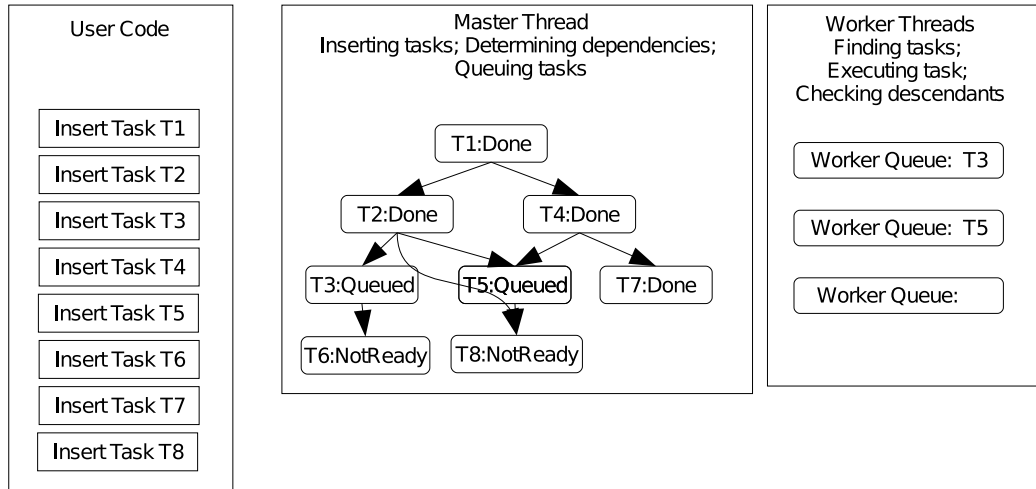 User Code
Insert Task T1
Insert Task T2
Insert Task T3
Insert Task T4
Insert Task T5
Insert Task T6
Insert Task T7
Insert Task T8
Master Thread
Inserting tasks; Determining dependencies;
Queuing tasks
T1:Done
T2:Done
T4:Done
T3:Queued
T5:Queued
T7:Done
T6:NotReady
T8:NotReady
Worker Threads
Finding tasks;
Executing task;
Checking descendants
Worker Queue: T3
Worker Queue: T5
Worker Queue: